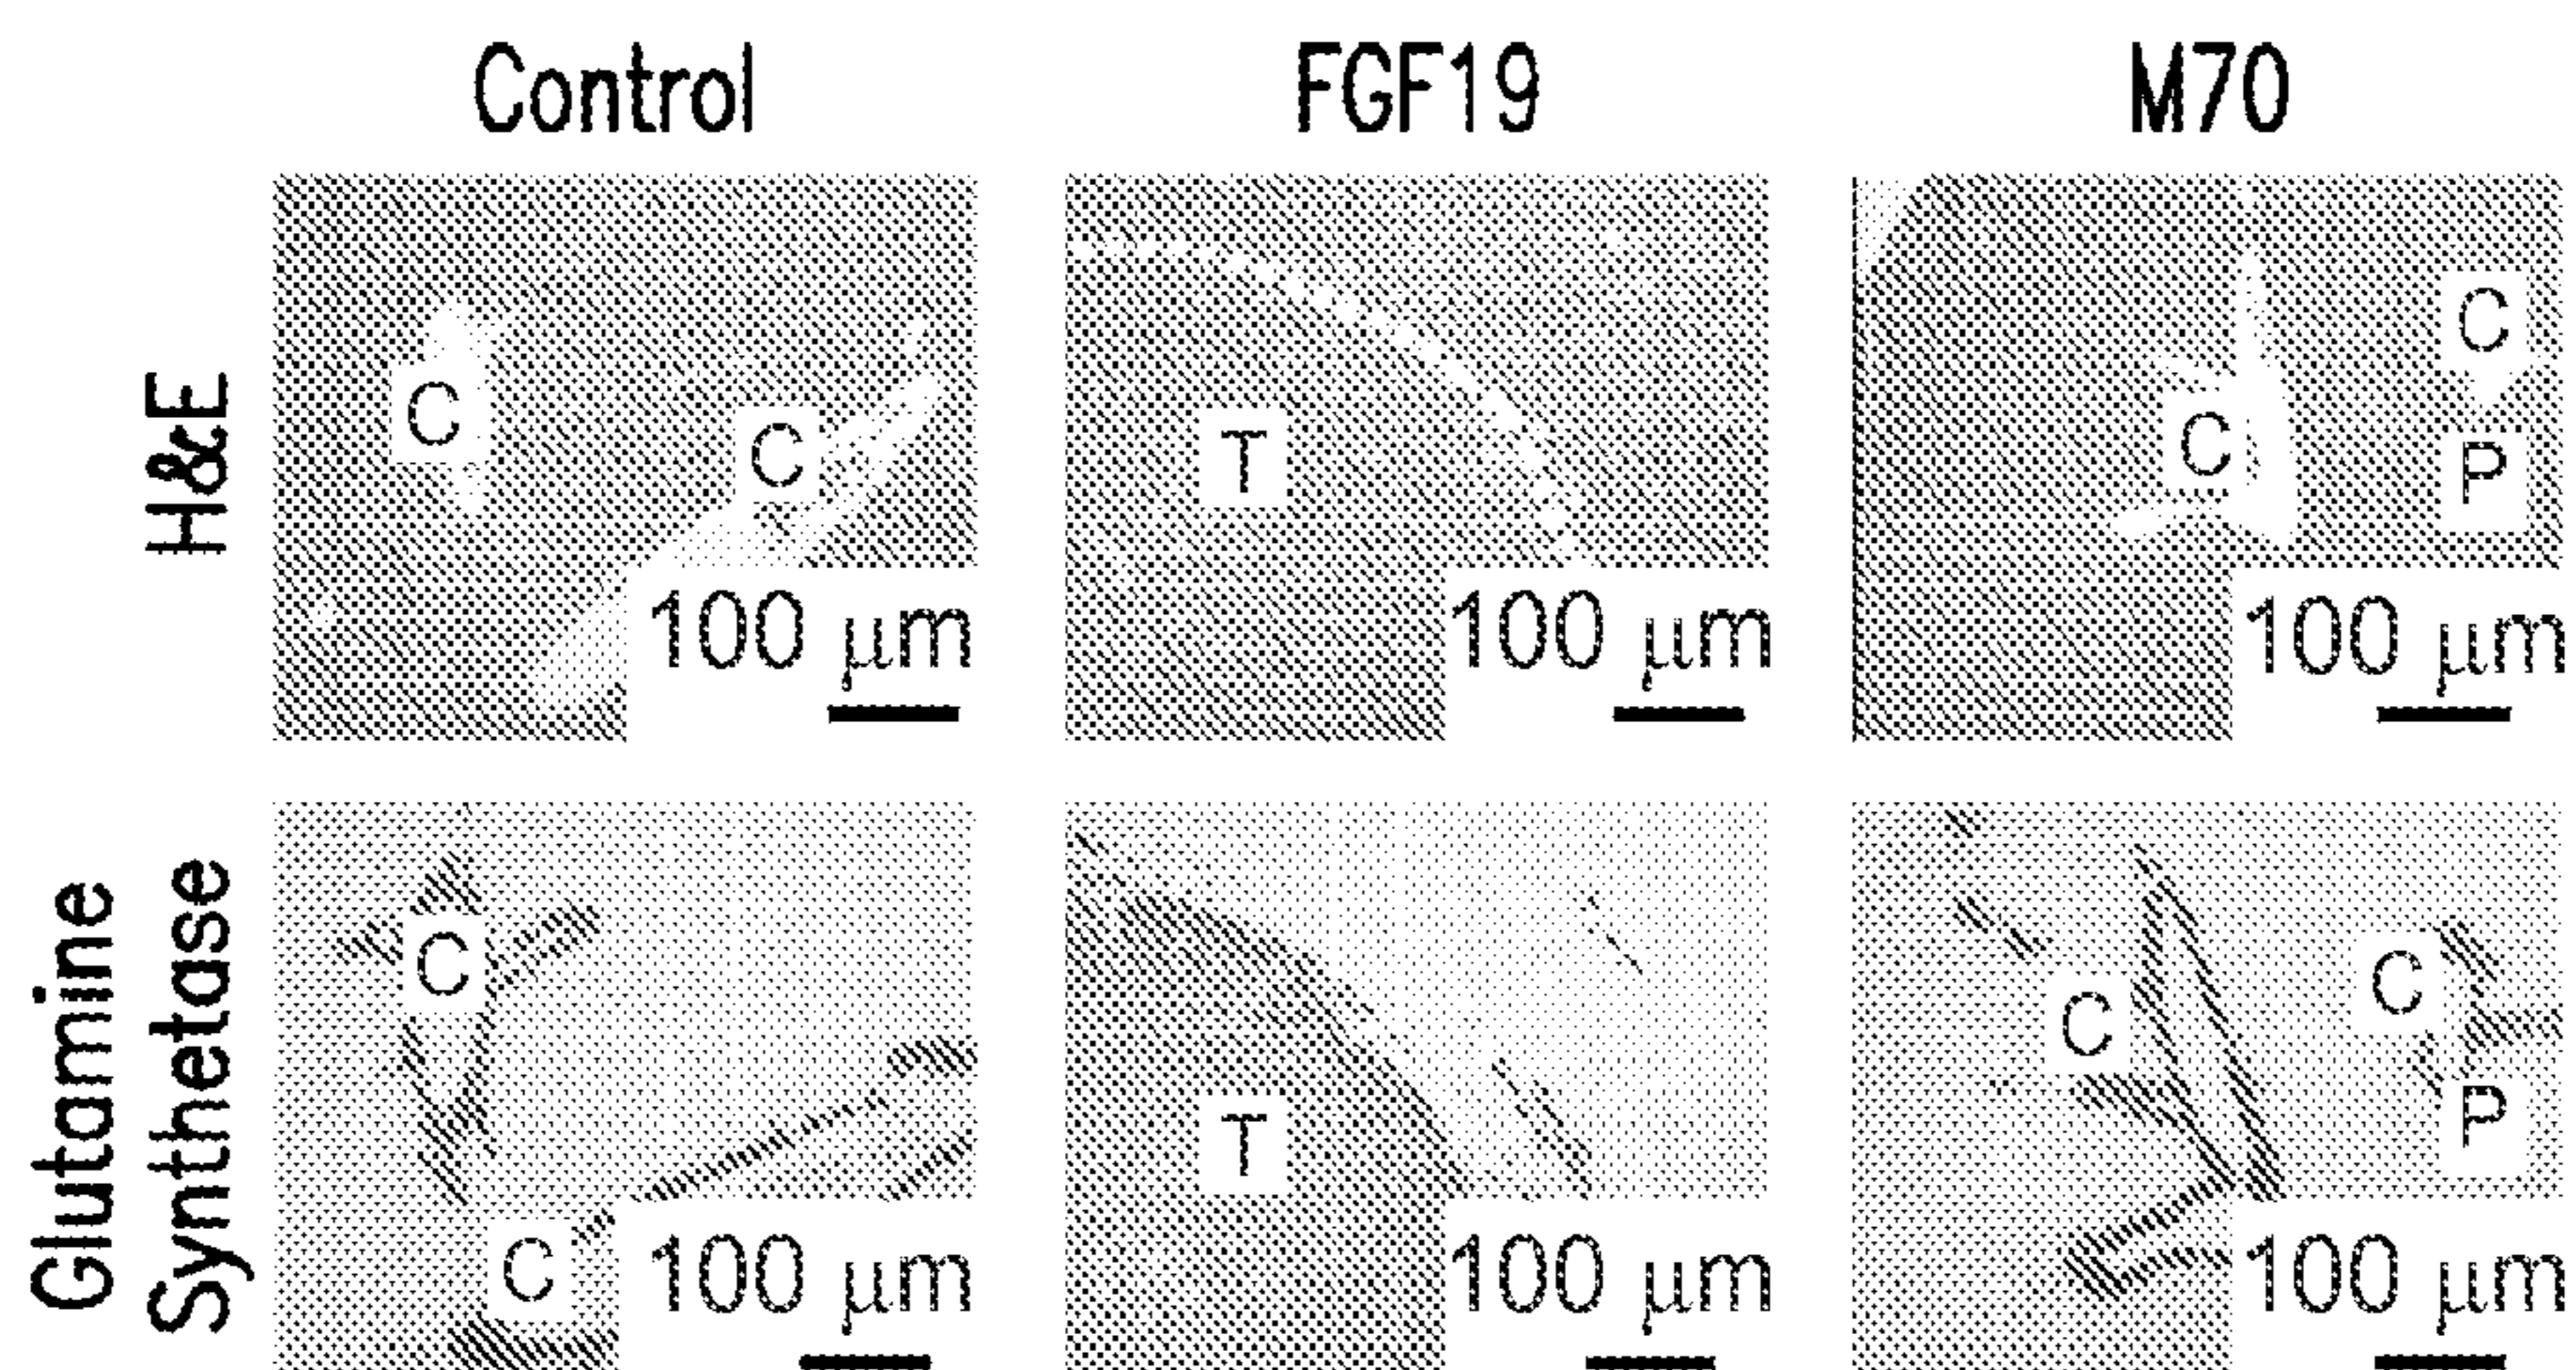 Control FGF19 M70
H&E
C C T C C P
100 μm 100 μm 100 μm
Glutamine
Synthetase
C C T C C P
100 μm 100 μm 100 μm